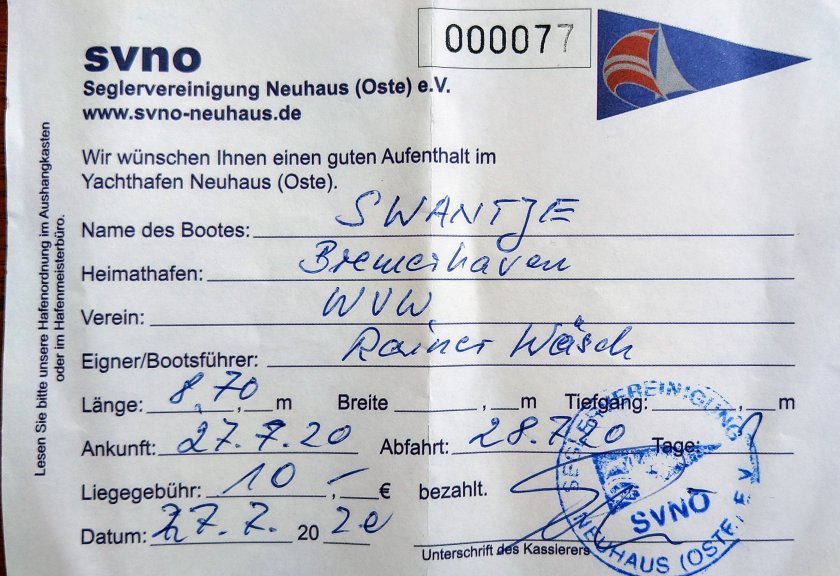 000077
svno
Seglervereinigung Neuhaus (Oste) e.V.
www.svno-neuhaus.de
Wir wünschen Ihnen einen guten Aufenthalt im
Yachthafen Neuhaus (Oste).
Name des Bootes: SWANTJE
Heimathafen: Bremerhaven
Verein: WVW
Eigner/Bootsführer: Rainer Wäsch
Länge: 8,70 m Breite , m Tiefgang: , m
Ankunft: 27.7.20 Abfahrt: 28.7.20 Tage:
Liegegebühr: 10 ,- € bezahlt.
Datum: 27.7. 20 20
Unterschrift des Kassierers
Lesen Sie bitte unsere Hafenordnung im Aushangkasten
oder im Hafenmeisterbüro.
SEGLERVEREINIGUNG
SVNO
NEUHAUS (OSTE) E.V.